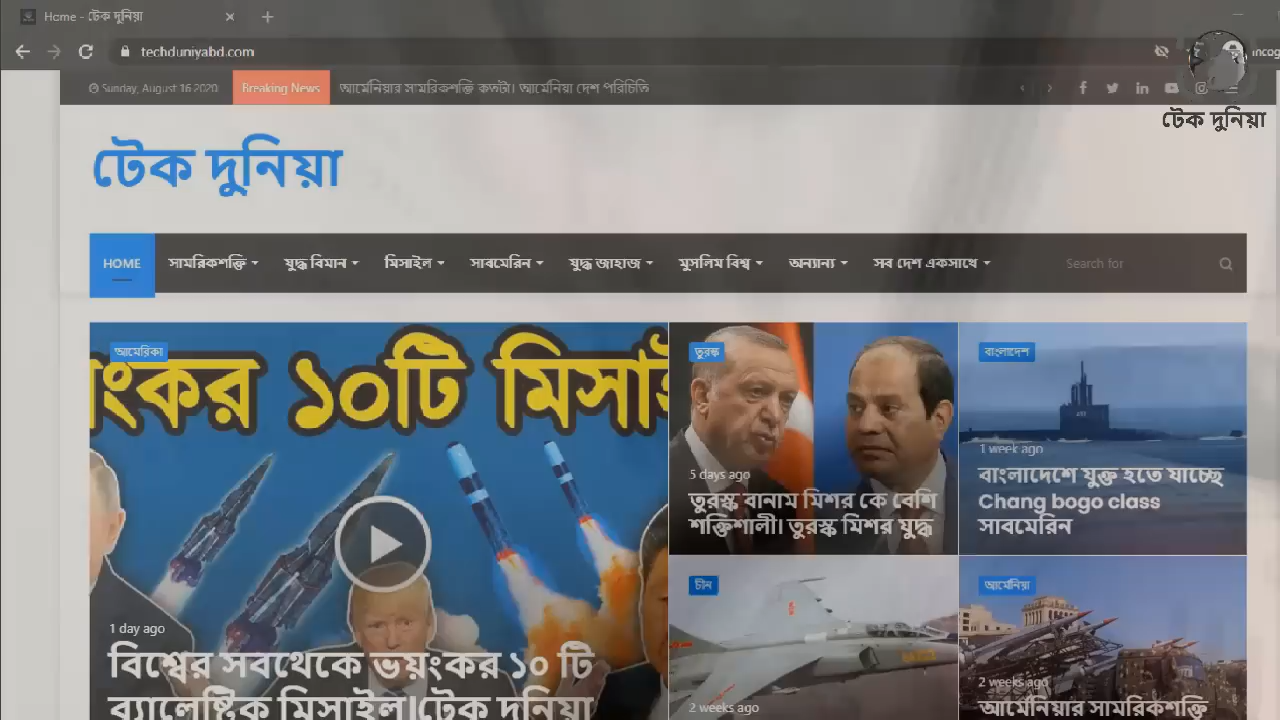 Home - টেক দুনিয়া
techduniyabd.com
Incog
Sunday, August 16 2020
Breaking News
আর্মেনিয়ার সামরিকশক্তি কতটা। আর্মেনিয়া দেশ পরিচিতি
টেক দুনিয়া
টেক দুনিয়া
HOME
সামরিকশক্তি
যুদ্ধ বিমান
মিসাইল
সাবমেরিন
যুদ্ধ জাহাজ
মুসলিম বিশ্ব
অন্যান্য
সব দেশ একসাথে
Search for
আমেরিকা
ংকর ১০টি মিসাই
1 day ago
বিশ্বের সবথেকে ভয়ংকর ১০ টি
ব্যালেষ্টিক মিসাইল।টেক দুনিয়া
তুরস্ক
5 days ago
তুরস্ক বানাম মিশর কে বেশি
শক্তিশালী। তুরস্ক মিশর যুদ্ধ
বাংলাদেশ
1 week ago
বাংলাদেশে যুক্ত হতে যাচ্ছে
Chang bogo class
সাবমেরিন
চীন
2 weeks ago
আর্মেনিয়া
2 weeks ago
আর্মেনিয়ার সামরিকশক্তি